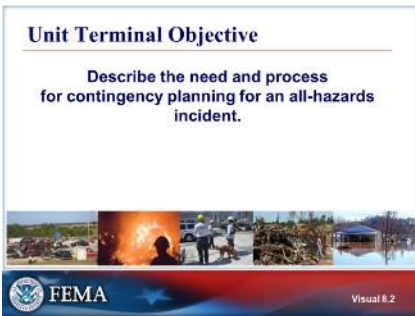 Unit Terminal Objective
Describe the need and process
for contingency planning for an all-hazards
incident.
FEMA
Visual 8.2